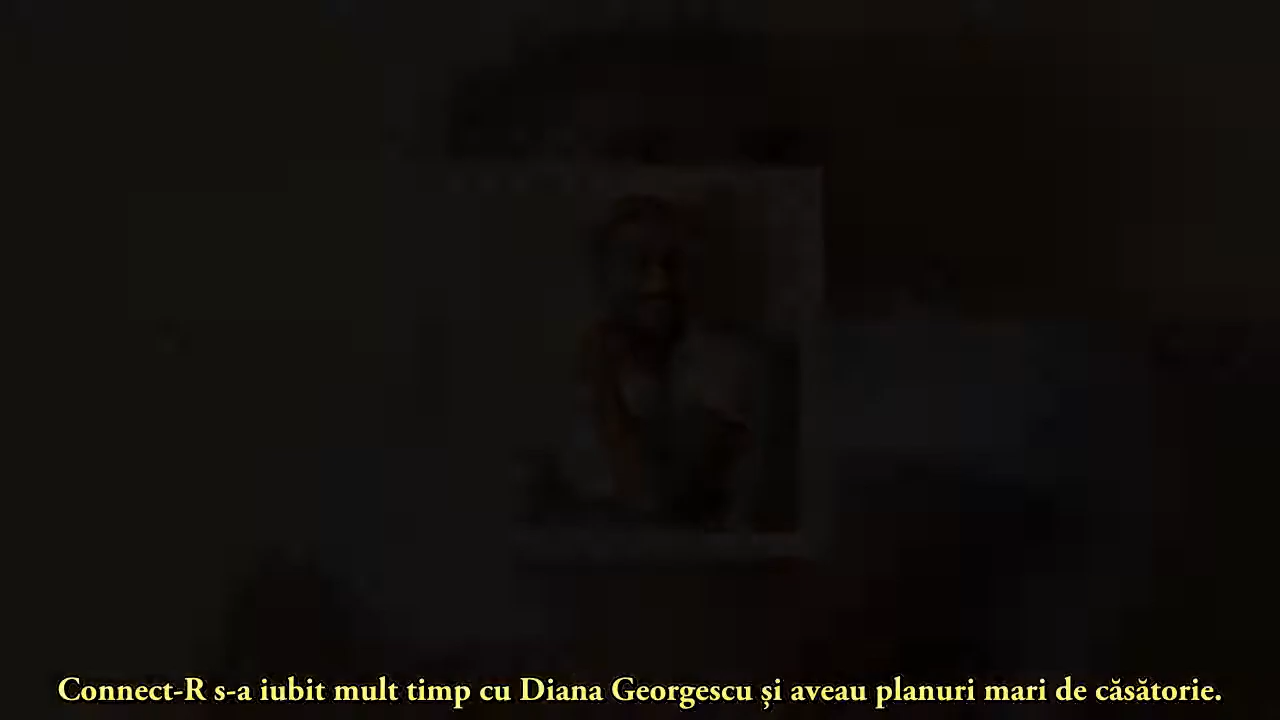 Connect-R s-a iubit mult timp cu Diana Georgescu și aveau planuri mari de căsătorie.